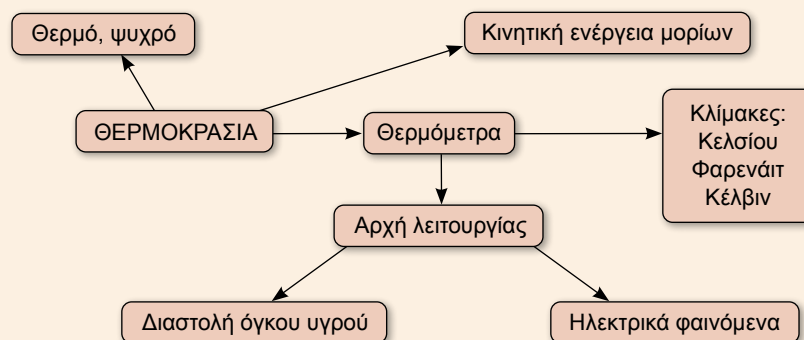 Θερμό, ψυχρό
Κινητική ενέργεια μορίων
ΘΕΡΜΟΚΡΑΣΙΑ
Θερμόμετρα
Κλίμακες:
Κελσίου
Φαρενάιτ
Κέλβιν
Αρχή λειτουργίας
Διαστολή όγκου υγρού
Ηλεκτρικά φαινόμενα